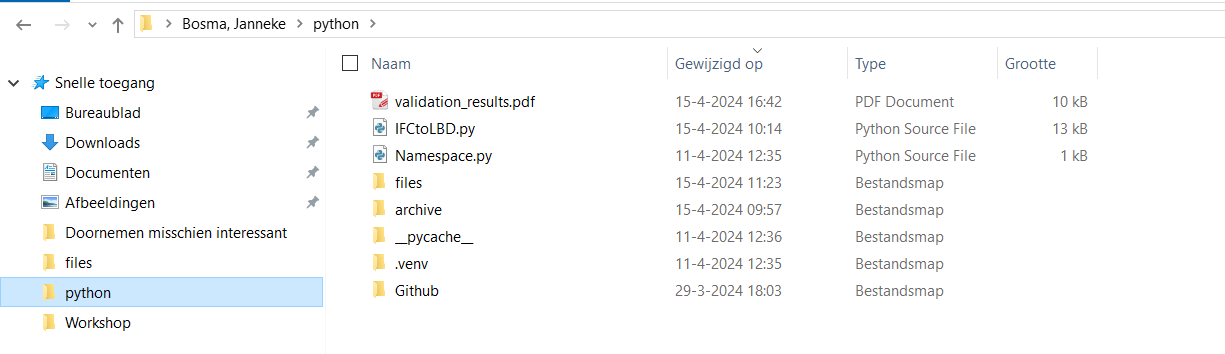 Bosma, Janneke > python >
Naam Gewijzigd op Type Grootte
Snelle toegang
Bureaublad
Downloads
Documenten
Afbeeldingen
Doornemen misschien interessant
files
python
Workshop
validation_results.pdf 15-4-2024 16:42 PDF Document 10 kB
IFCtoLBD.py 15-4-2024 10:14 Python Source File 13 kB
Namespace.py 11-4-2024 12:35 Python Source File 1 kB
files 15-4-2024 11:23 Bestandsmap
archive 15-4-2024 09:57 Bestandsmap
__pycache__ 11-4-2024 12:36 Bestandsmap
.venv 11-4-2024 12:35 Bestandsmap
Github 29-3-2024 18:03 Bestandsmap